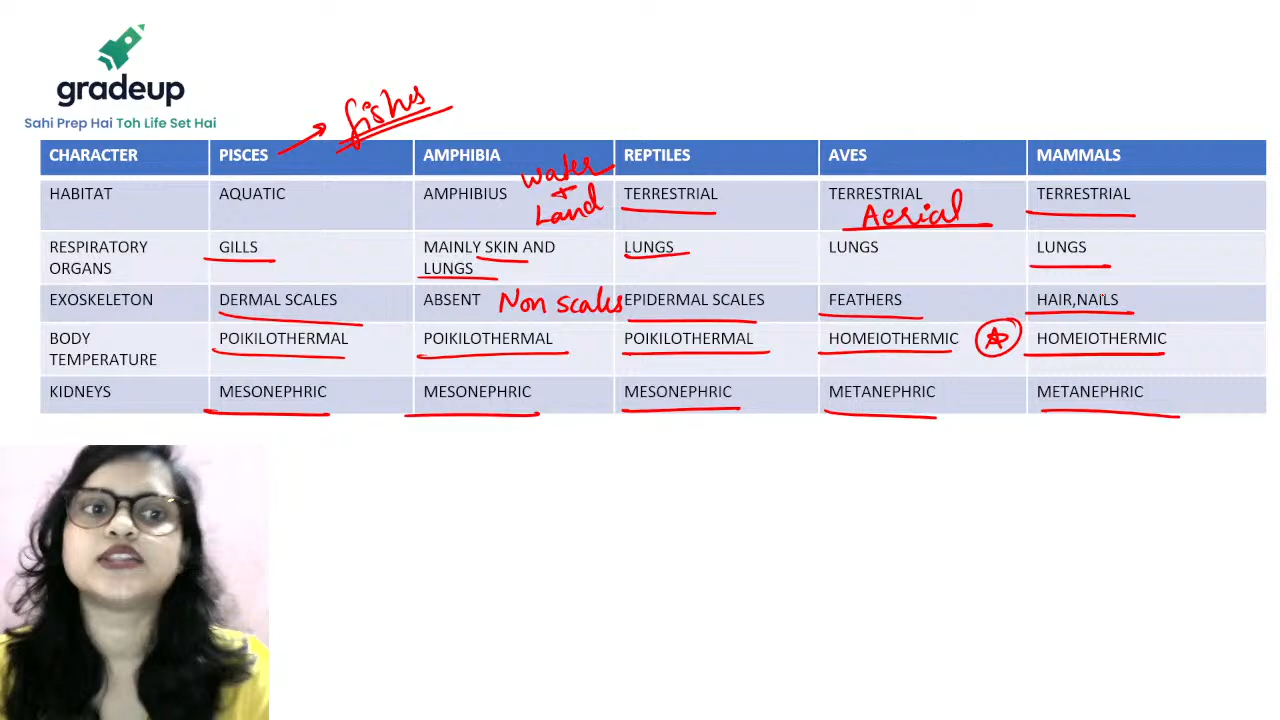 gradeup
Sahi Prep Hai Toh Life Set Hai
fishes
CHARACTER PISCES AMPHIBIA REPTILES AVES MAMMALS
HABITAT AQUATIC AMPHIBIUS water + Land TERRESTRIAL TERRESTRIAL Aerial TERRESTRIAL
RESPIRATORY ORGANS GILLS MAINLY SKIN AND LUNGS LUNGS LUNGS LUNGS
EXOSKELETON DERMAL SCALES ABSENT Non scales EPIDERMAL SCALES FEATHERS HAIR,NAILS
BODY TEMPERATURE POIKILOTHERMAL POIKILOTHERMAL POIKILOTHERMAL HOMEIOTHERMIC HOMEIOTHERMIC
KIDNEYS MESONEPHRIC MESONEPHRIC MESONEPHRIC METANEPHRIC METANEPHRIC